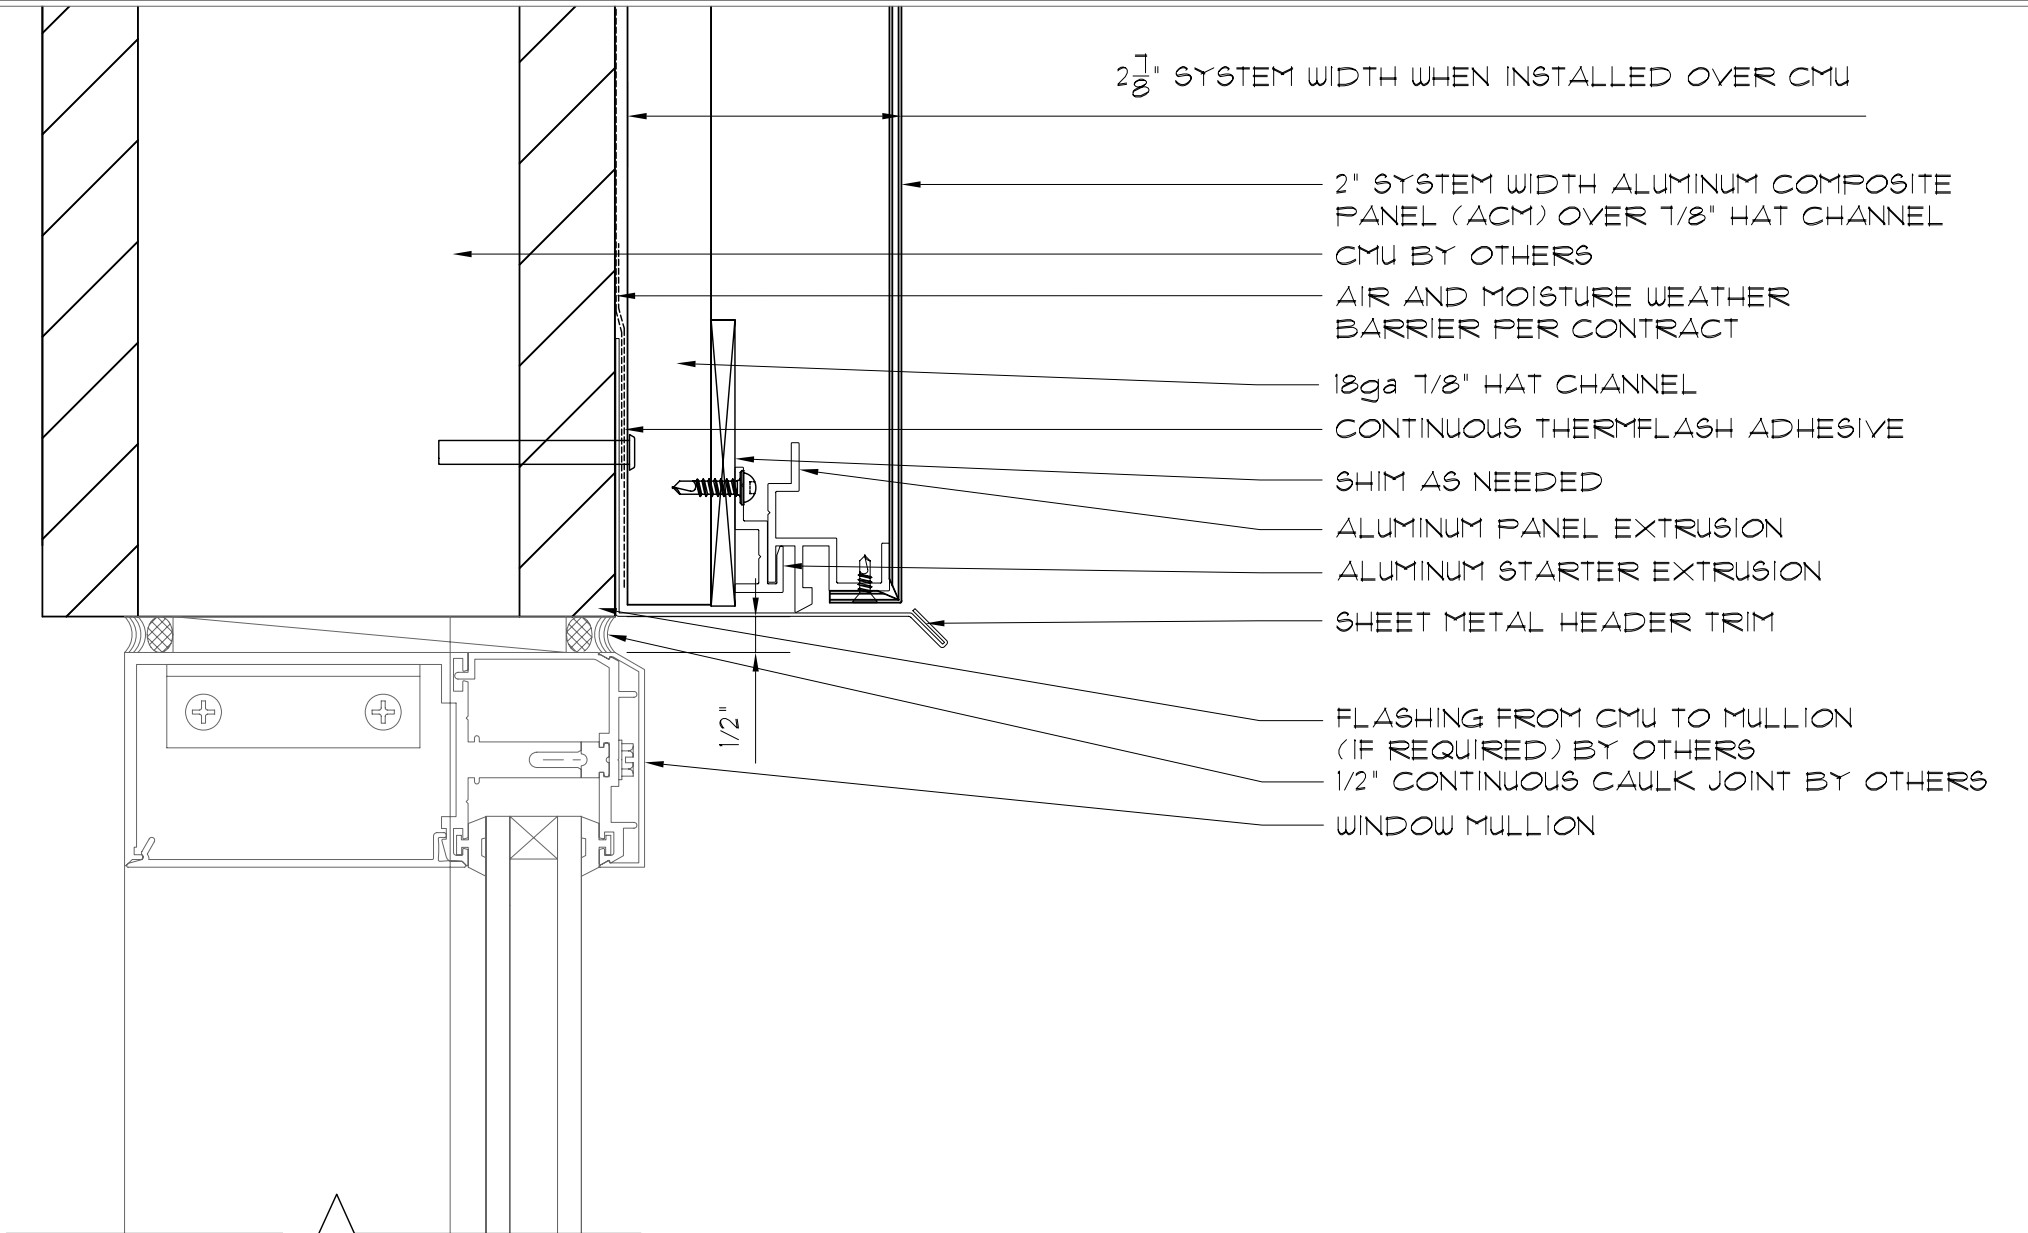 2 7/8" SYSTEM WIDTH WHEN INSTALLED OVER CMU
2" SYSTEM WIDTH ALUMINUM COMPOSITE
PANEL (ACM) OVER 7/8" HAT CHANNEL
CMU BY OTHERS
AIR AND MOISTURE WEATHER
BARRIER PER CONTRACT
18ga 7/8" HAT CHANNEL
CONTINUOUS THERMFLASH ADHESIVE
SHIM AS NEEDED
ALUMINUM PANEL EXTRUSION
ALUMINUM STARTER EXTRUSION
SHEET METAL HEADER TRIM
1/2"
FLASHING FROM CMU TO MULLION
(IF REQUIRED) BY OTHERS
1/2" CONTINUOUS CAULK JOINT BY OTHERS
WINDOW MULLION